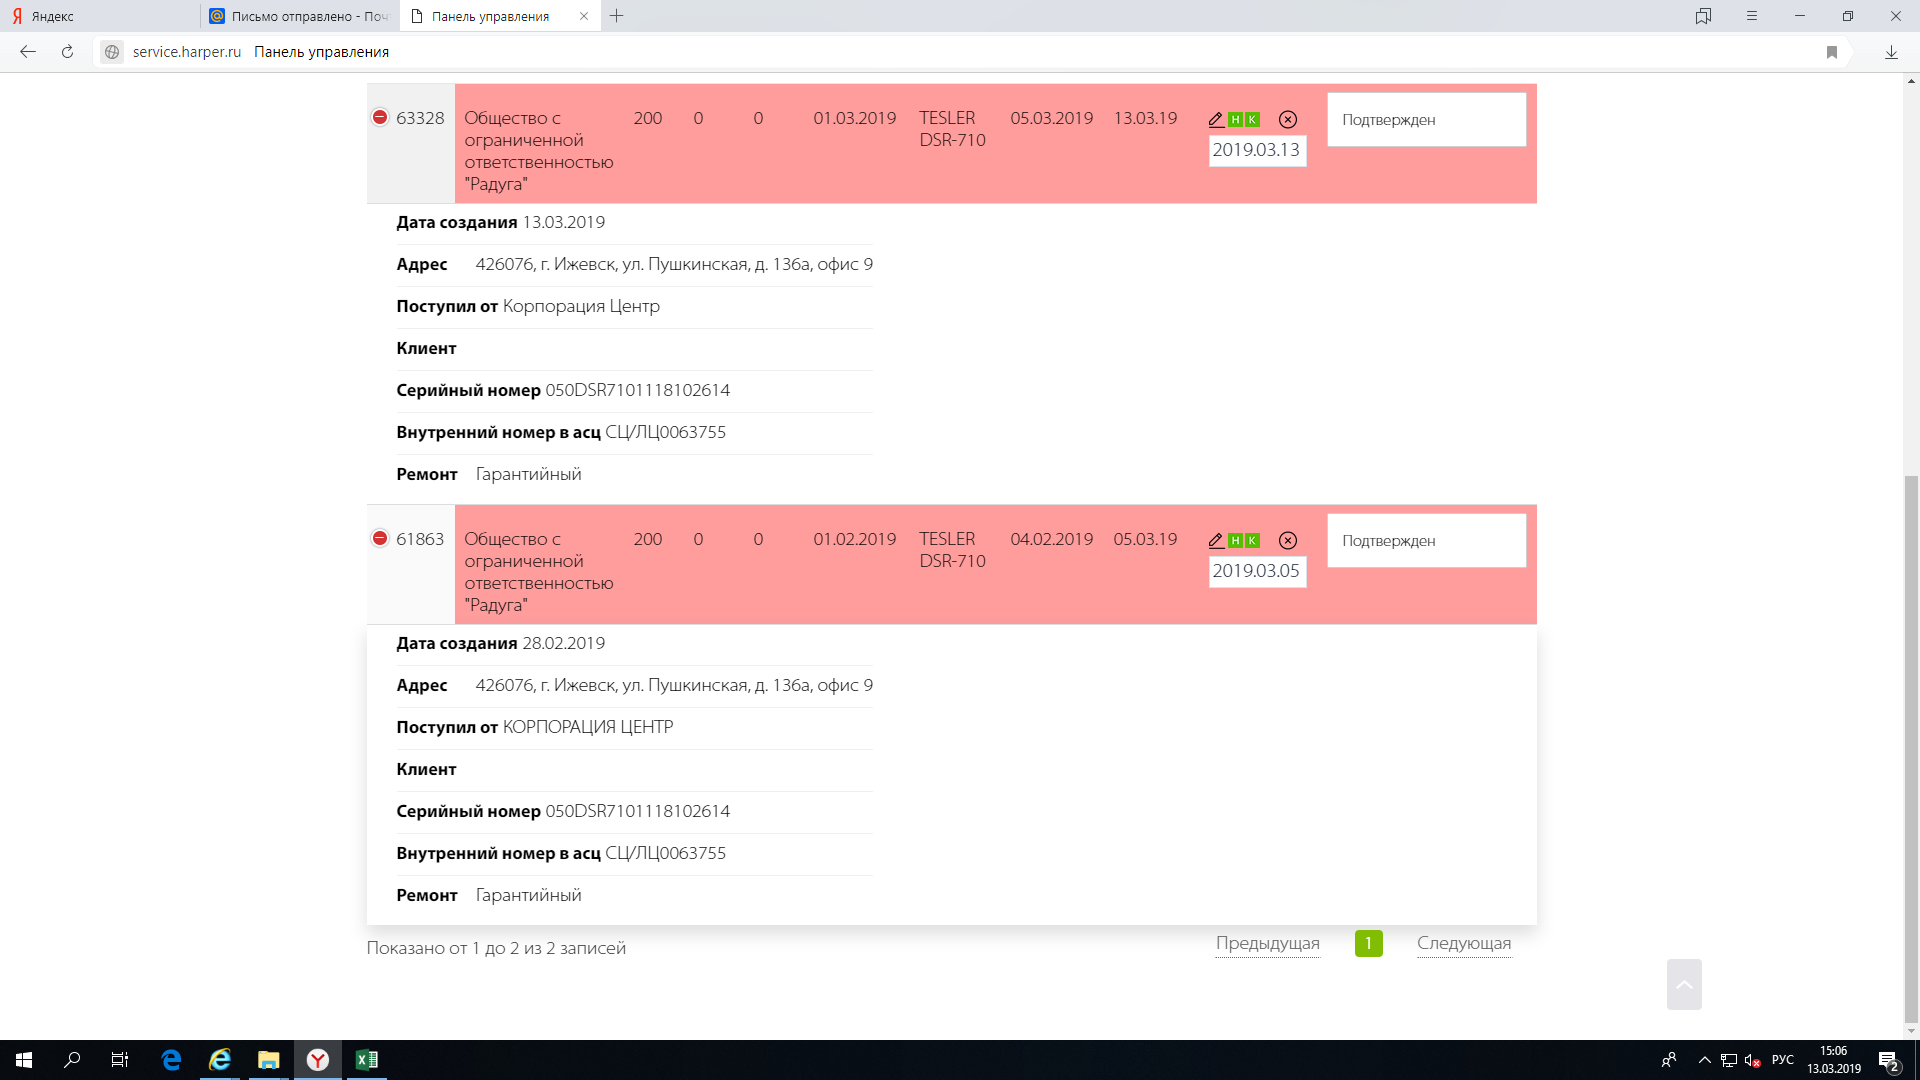 Яндекс
Письмо отправлено - Поч
Панель управления
service.harper.ru Панель управления
63328 Общество с 200 0 0 01.03.2019 TESLER 05.03.2019 13.03.19 Н К Подтвержден
ограниченной DSR-710
2019.03.13
ответственностью
"Радуга"
Дата создания 13.03.2019
Адрес 426076, г. Ижевск, ул. Пушкинская, д. 136а, офис 9
Поступил от Корпорация Центр
Клиент
Серийный номер 050DSR7101118102614
Внутренний номер в асц СЦ/ЛЦ0063755
Ремонт Гарантийный
61863 Общество с 200 0 0 01.02.2019 TESLER 04.02.2019 05.03.19 Н К Подтвержден
ограниченной DSR-710
2019.03.05
ответственностью
"Радуга"
Дата создания 28.02.2019
Адрес 426076, г. Ижевск, ул. Пушкинская, д. 136а, офис 9
Поступил от КОРПОРАЦИЯ ЦЕНТР
Клиент
Серийный номер 050DSR7101118102614
Внутренний номер в асц СЦ/ЛЦ0063755
Ремонт Гарантийный
Показано от 1 до 2 из 2 записей
Предыдущая 1 Следующая
РУС
15:06
13.03.2019
2